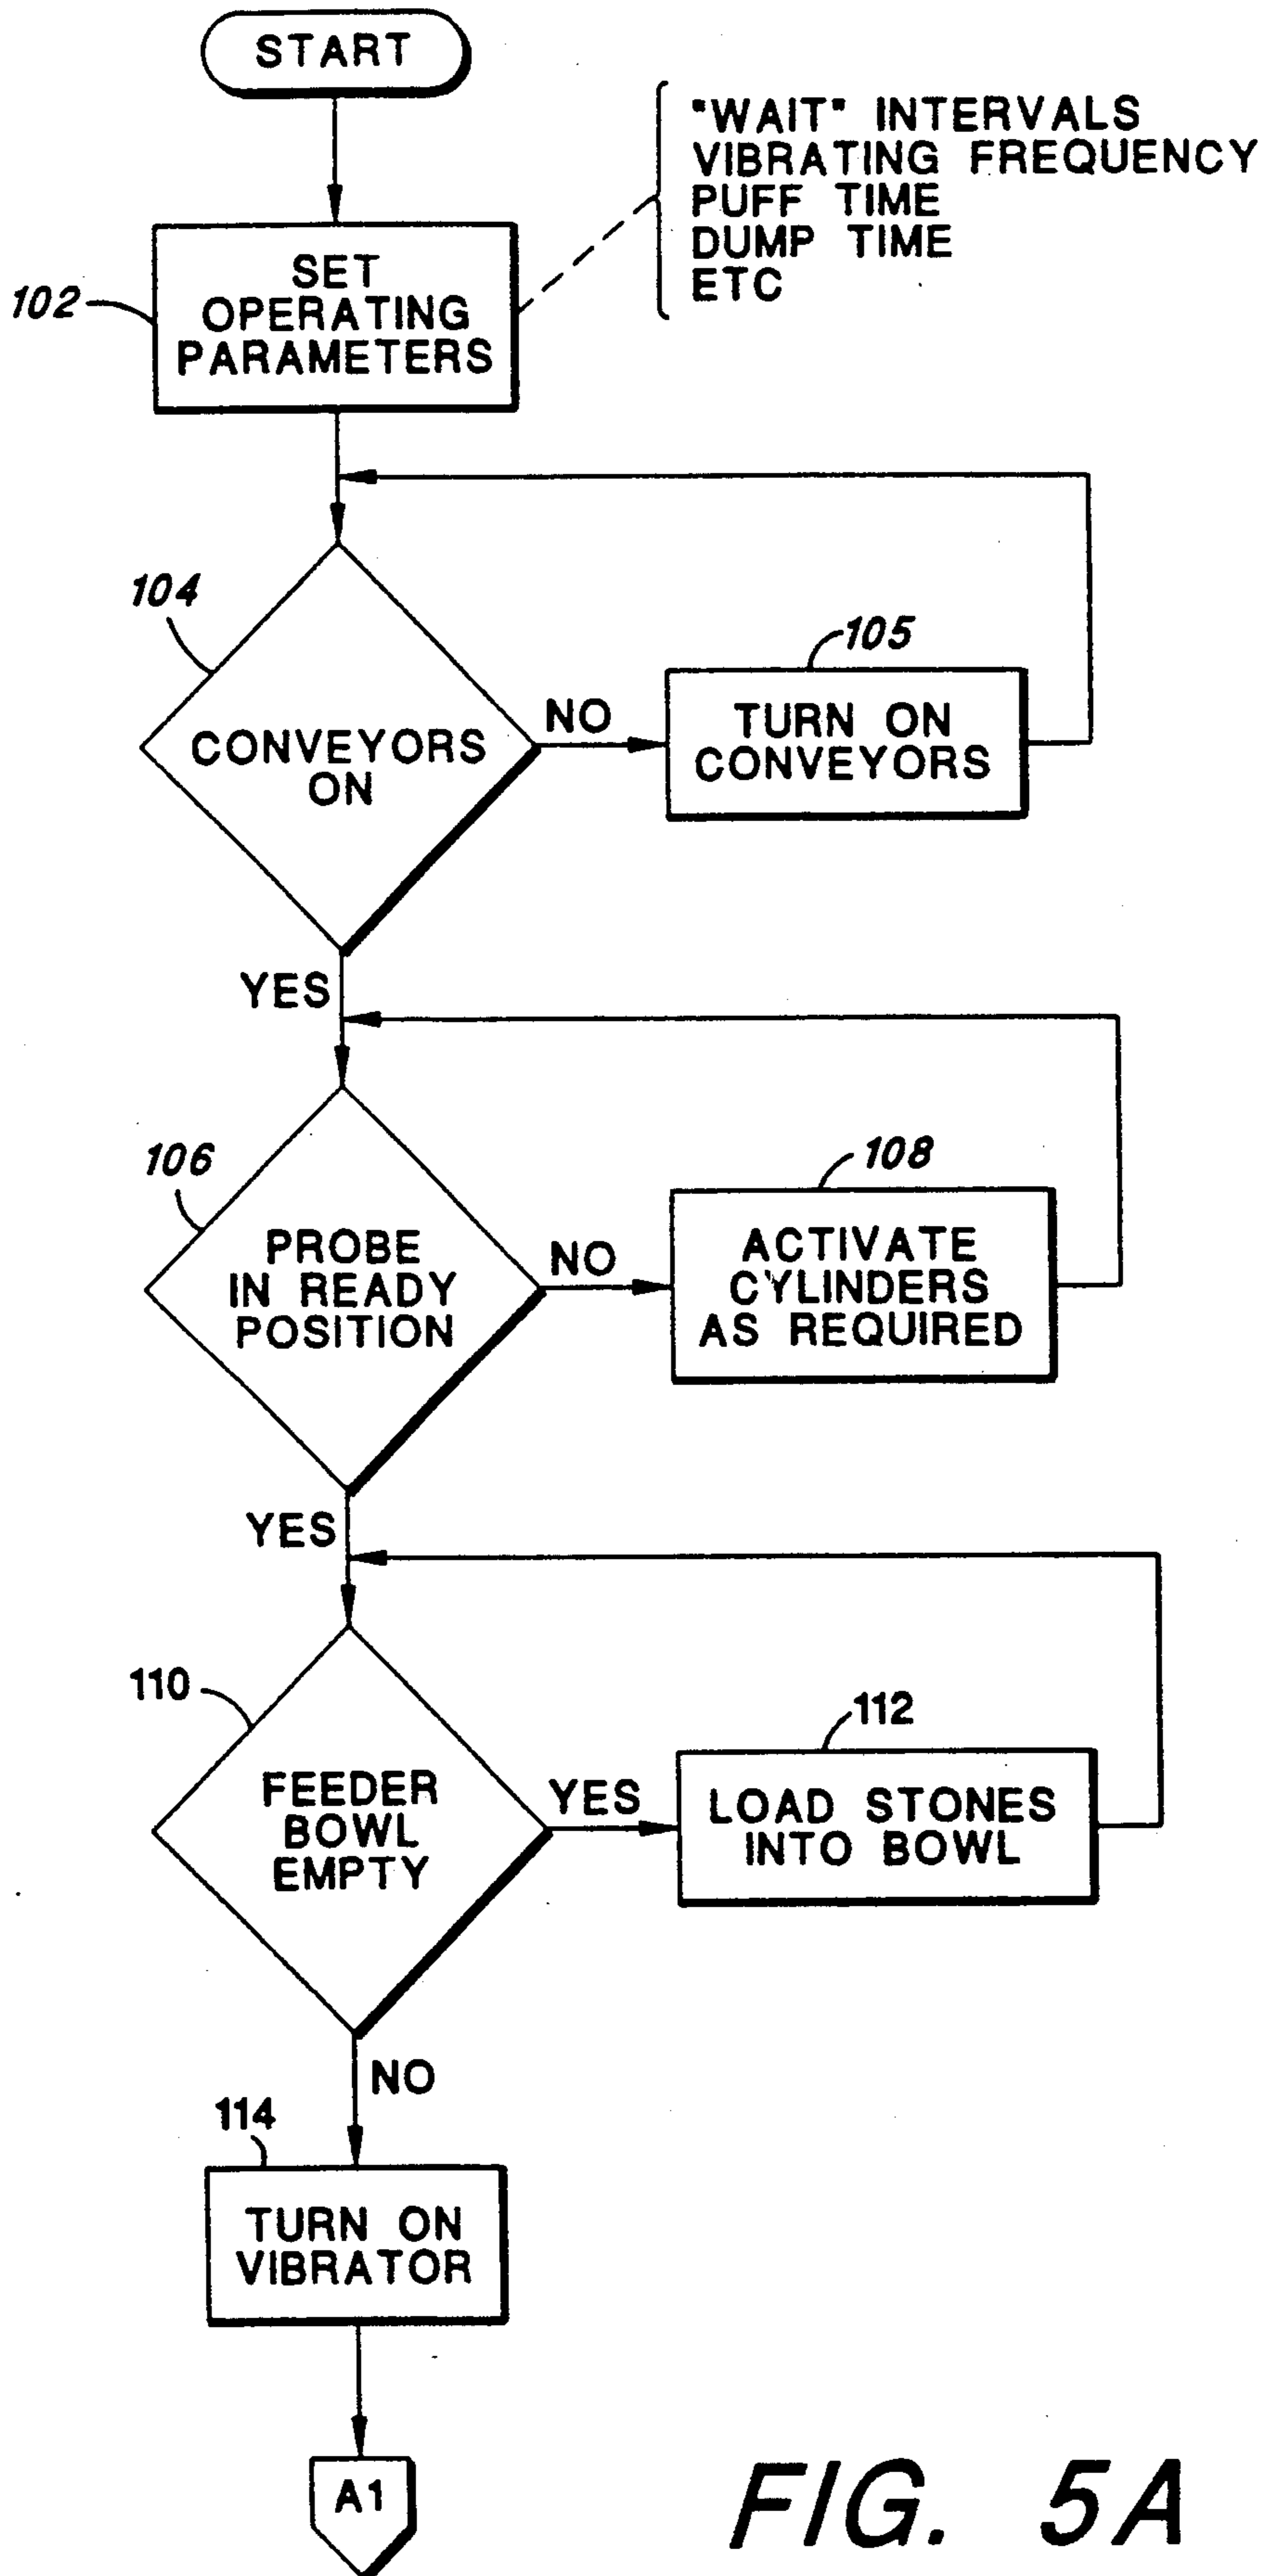 START
"WAIT" INTERVALS
VIBRATING FREQUENCY
PUFF TIME
DUMP TIME
ETC
102
SET
OPERATING
PARAMETERS
104
CONVEYORS
ON
NO
105
TURN ON
CONVEYORS
YES
106
PROBE
IN READY
POSITION
NO
108
ACTIVATE
CYLINDERS
AS REQUIRED
YES
110
FEEDER
BOWL
EMPTY
YES
112
LOAD STONES
INTO BOWL
NO
114
TURN ON
VIBRATOR
A1
FIG. 5A